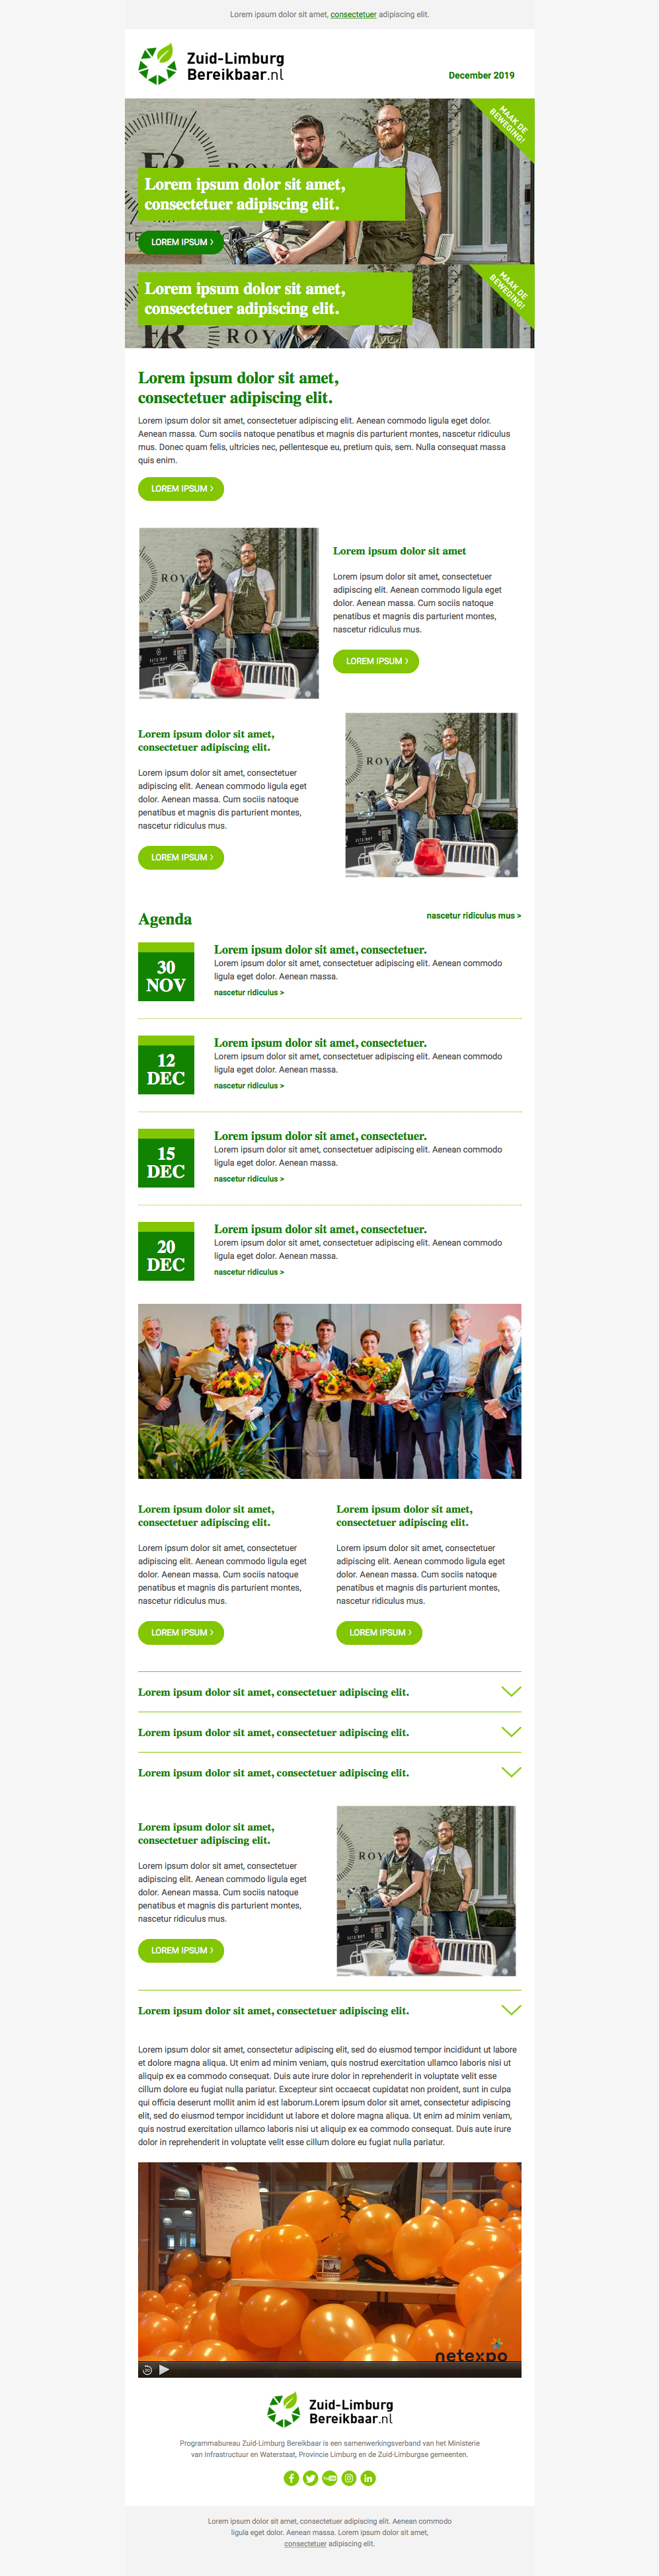 Lorem ipsum dolor sit amet, consectetuer adipiscing elit.
Zuid-Limburg
Bereikbaar.nl
December 2019
MAAK DE
BEWEGING!
Lorem ipsum dolor sit amet,
consectetuer adipiscing elit.
LOREM IPSUM >
MAAK DE
BEWEGING!
Lorem ipsum dolor sit amet,
consectetuer adipiscing elit.
ROY
Lorem ipsum dolor sit amet,
consectetuer adipiscing elit.
Lorem ipsum dolor sit amet, consectetuer adipiscing elit. Aenean commodo ligula eget dolor.
Aenean massa. Cum sociis natoque penatibus et magnis dis parturient montes, nascetur ridiculus
mus. Donec quam felis, ultricies nec, pellentesque eu, pretium quis, sem. Nulla consequat massa
quis enim.
LOREM IPSUM >
ROY
Lorem ipsum dolor sit amet
Lorem ipsum dolor sit amet, consectetuer
adipiscing elit. Aenean commodo ligula eget
dolor. Aenean massa. Cum sociis natoque
penatibus et magnis dis parturient montes,
nascetur ridiculus mus.
LOREM IPSUM >
Lorem ipsum dolor sit amet,
consectetuer adipiscing elit.
Lorem ipsum dolor sit amet, consectetuer
adipiscing elit. Aenean commodo ligula eget
dolor. Aenean massa. Cum sociis natoque
penatibus et magnis dis parturient montes,
nascetur ridiculus mus.
LOREM IPSUM >
ROY
Agenda
nascetur ridiculus mus >
30
NOV
Lorem ipsum dolor sit amet, consectetuer.
Lorem ipsum dolor sit amet, consectetuer adipiscing elit. Aenean commodo
ligula eget dolor. Aenean massa.
nascetur ridiculus >
12
DEC
Lorem ipsum dolor sit amet, consectetuer.
Lorem ipsum dolor sit amet, consectetuer adipiscing elit. Aenean commodo
ligula eget dolor. Aenean massa.
nascetur ridiculus >
15
DEC
Lorem ipsum dolor sit amet, consectetuer.
Lorem ipsum dolor sit amet, consectetuer adipiscing elit. Aenean commodo
ligula eget dolor. Aenean massa.
nascetur ridiculus >
20
DEC
Lorem ipsum dolor sit amet, consectetuer.
Lorem ipsum dolor sit amet, consectetuer adipiscing elit. Aenean commodo
ligula eget dolor. Aenean massa.
nascetur ridiculus >
Lorem ipsum dolor sit amet,
consectetuer adipiscing elit.
Lorem ipsum dolor sit amet, consectetuer
adipiscing elit. Aenean commodo ligula eget
dolor. Aenean massa. Cum sociis natoque
penatibus et magnis dis parturient montes,
nascetur ridiculus mus.
LOREM IPSUM >
Lorem ipsum dolor sit amet,
consectetuer adipiscing elit.
Lorem ipsum dolor sit amet, consectetuer
adipiscing elit. Aenean commodo ligula eget
dolor. Aenean massa. Cum sociis natoque
penatibus et magnis dis parturient montes,
nascetur ridiculus mus.
LOREM IPSUM >
Lorem ipsum dolor sit amet, consectetuer adipiscing elit.
Lorem ipsum dolor sit amet, consectetuer adipiscing elit.
Lorem ipsum dolor sit amet, consectetuer adipiscing elit.
Lorem ipsum dolor sit amet,
consectetuer adipiscing elit.
Lorem ipsum dolor sit amet, consectetuer
adipiscing elit. Aenean commodo ligula eget
dolor. Aenean massa. Cum sociis natoque
penatibus et magnis dis parturient montes,
nascetur ridiculus mus.
LOREM IPSUM >
ROY
Lorem ipsum dolor sit amet, consectetuer adipiscing elit.
Lorem ipsum dolor sit amet, consectetur adipiscing elit, sed do eiusmod tempor incididunt ut labore
et dolore magna aliqua. Ut enim ad minim veniam, quis nostrud exercitation ullamco laboris nisi ut
aliquip ex ea commodo consequat. Duis aute irure dolor in reprehenderit in voluptate velit esse
cillum dolore eu fugiat nulla pariatur. Excepteur sint occaecat cupidatat non proident, sunt in culpa
qui officia deserunt mollit anim id est laborum.Lorem ipsum dolor sit amet, consectetur adipiscing
elit, sed do eiusmod tempor incididunt ut labore et dolore magna aliqua. Ut enim ad minim veniam,
quis nostrud exercitation ullamco laboris nisi ut aliquip ex ea commodo consequat. Duis aute irure
dolor in reprehenderit in voluptate velit esse cillum dolore eu fugiat nulla pariatur.
netexpo
Zuid-Limburg
Bereikbaar.nl
Programmabureau Zuid-Limburg Bereikbaar is een samenwerkingsverband van het Ministerie
van Infrastructuur en Waterstaat, Provincie Limburg en de Zuid-Limburgse gemeenten.
Lorem ipsum dolor sit amet, consectetuer adipiscing elit. Aenean commodo
ligula eget dolor. Aenean massa. Lorem ipsum dolor sit amet,
consectetuer adipiscing elit.